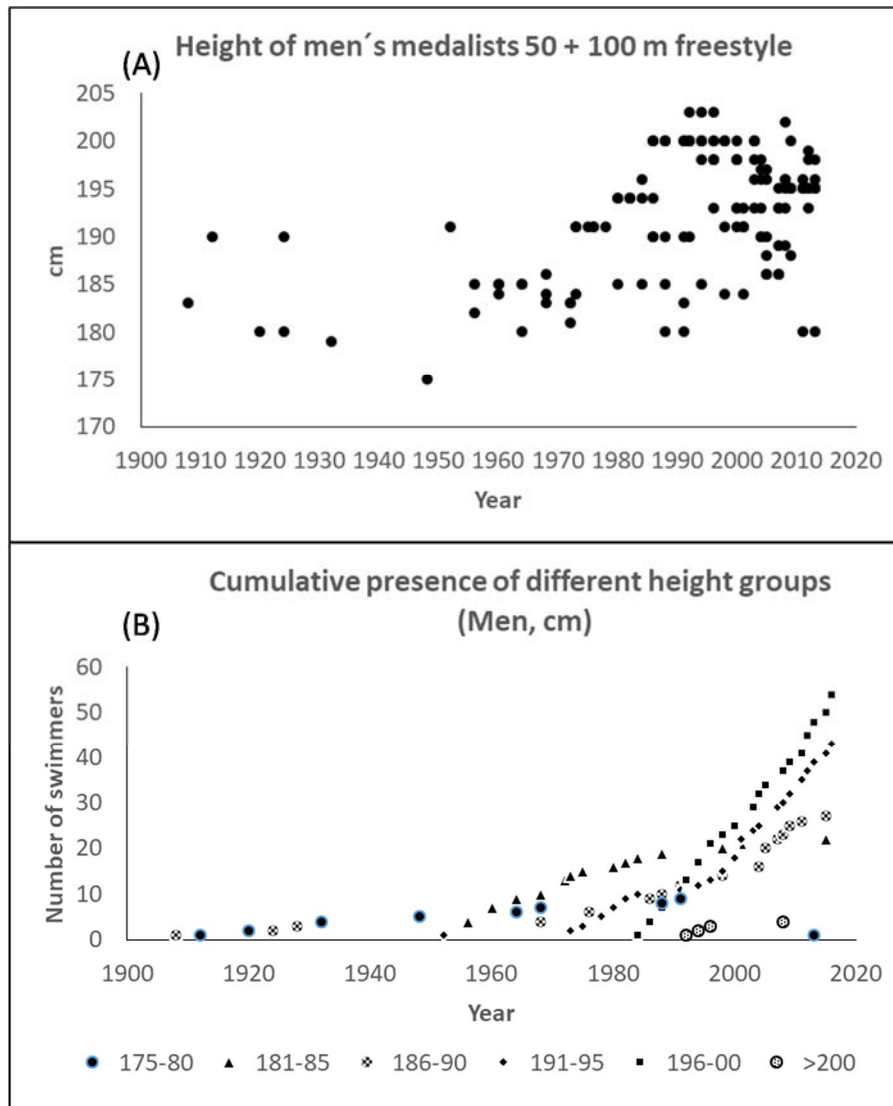 Height of men´s medalists 50 + 100 m freestyle
(A)
205
200
195
190
185
180
175
170
cm
1900 1910 1920 1930 1940 1950 1960 1970 1980 1990 2000 2010 2020
Year
Cumulative presence of different height groups
(Men, cm)
(B)
60
50
40
30
20
10
0
Number of swimmers
1900 1920 1940 1960 1980 2000 2020
Year
175-80 181-85 186-90 191-95 196-00 >200